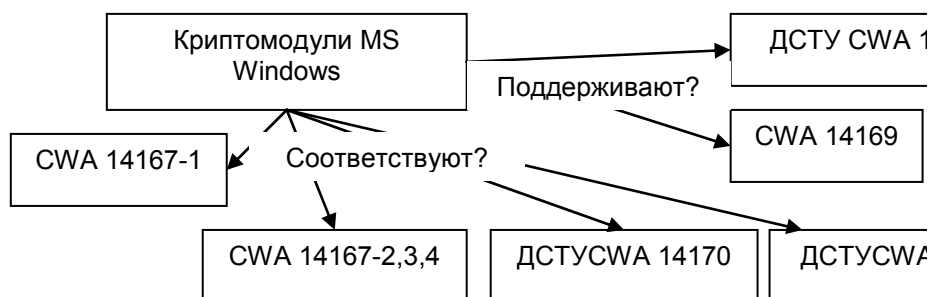 Криптомодули MS
Windows
ДСТУ CWA 1
Поддерживают?
CWA 14169
CWA 14167-1
Соответствуют?
CWA 14167-2,3,4
ДСТУCWA 14170
ДСТУCWA